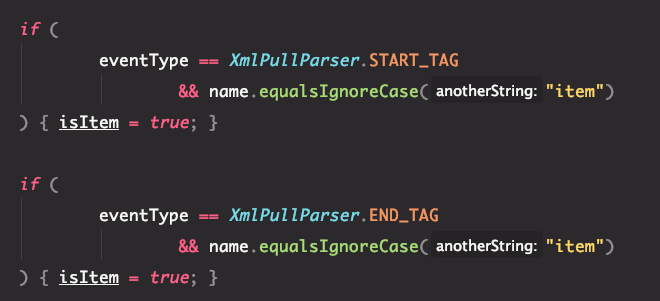 if (
eventType == XmlPullParser.START_TAG
&& name.equalsIgnoreCase( anotherString: "item")
) { isItem = true; }
if (
eventType == XmlPullParser.END_TAG
&& name.equalsIgnoreCase( anotherString: "item")
) { isItem = true; }